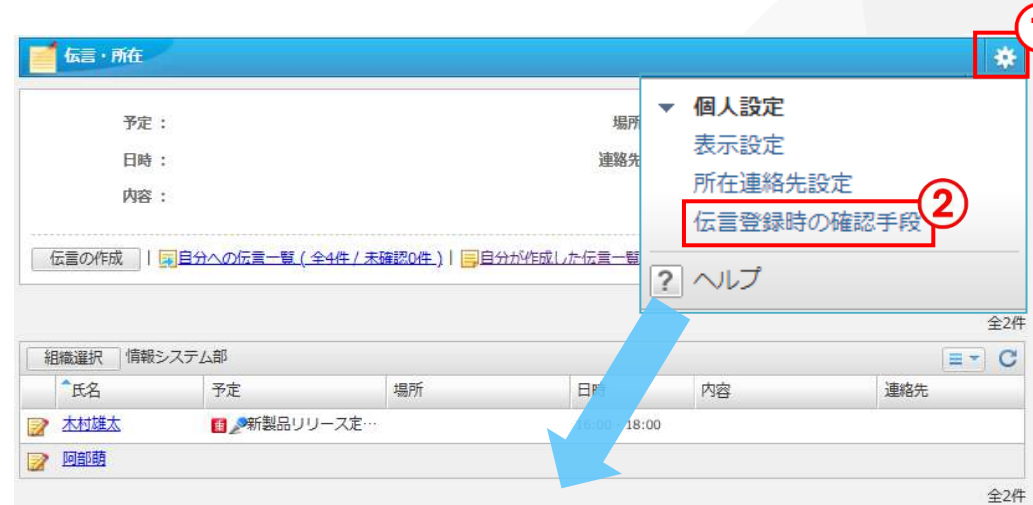 伝言・所在
予定：
場所
日時：
連絡先
内容：
伝言の作成 | 自分への伝言一覧 ( 全4件 / 未確認0件 ) | 自分が作成した伝言一覧
▼ 個人設定
表示設定
所在連絡先設定
伝言登録時の確認手段
②
? ヘルプ
全2件
組織選択 情報システム部
氏名 予定 場所 日時 内容 連絡先
木村雄太 新製品リリース定… 16:00 - 18:00
阿部萌
全2件